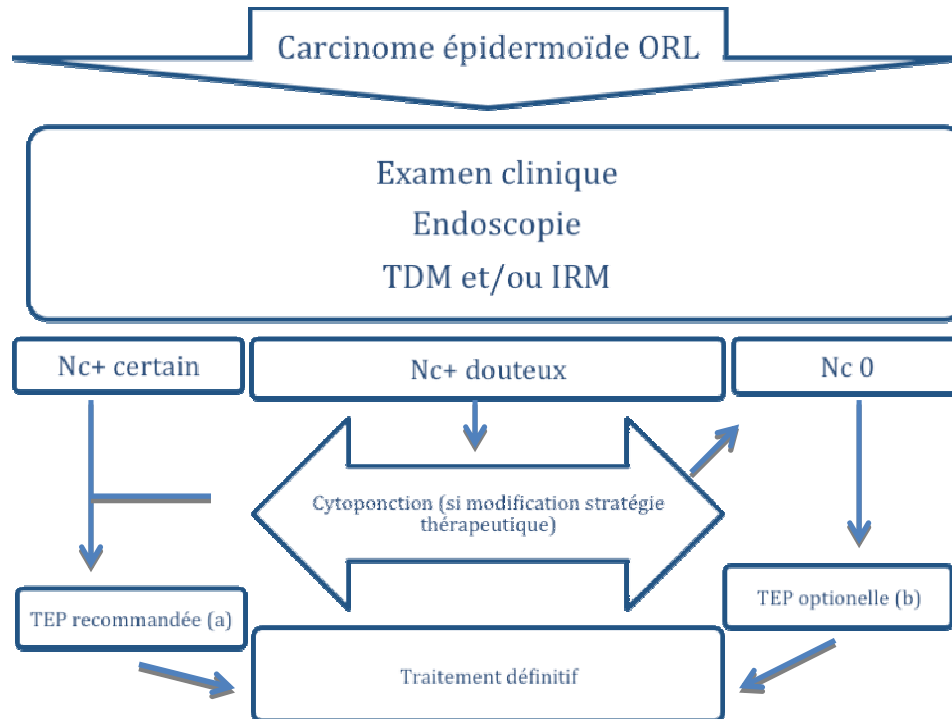 Carcinome épidermoïde ORL
Examen clinique
Endoscopie
TDM et/ou IRM
Nc+ certain
Nc+ douteux
Nc 0
Cytoponction (si modification stratégie
thérapeutique)
TEP recommandée (a)
TEP optionelle (b)
Traitement définitif